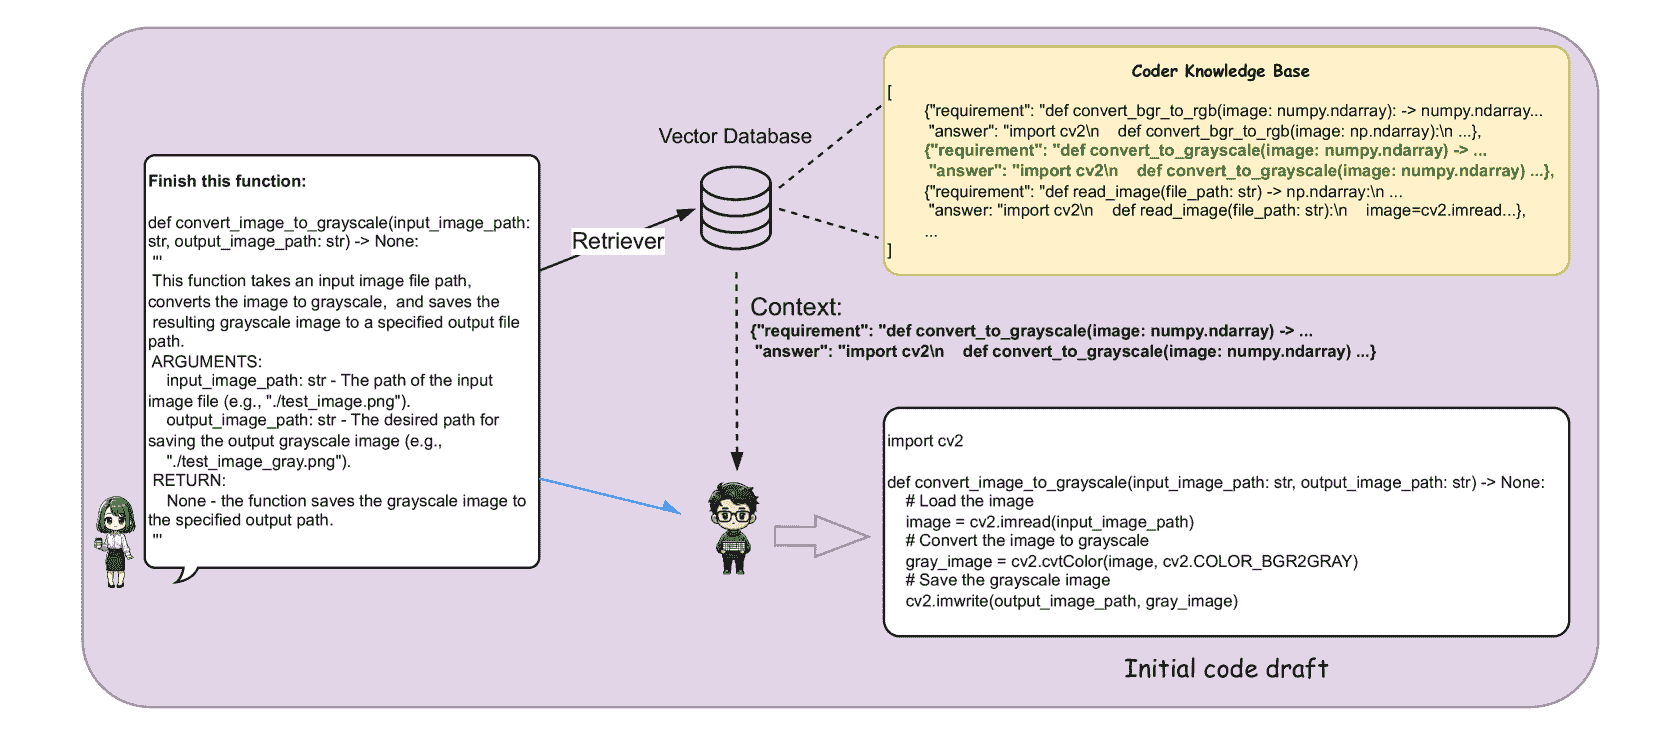 Finish this function:
def convert_image_to_grayscale(input_image_path:
str, output_image_path: str) -> None:
'''
This function takes an input image file path,
converts the image to grayscale,  and saves the
resulting grayscale image to a specified output file
path.
ARGUMENTS:
input_image_path: str - The path of the input
image file (e.g., "./test_image.png").
output_image_path: str - The desired path for
saving the output grayscale image (e.g.,
"./test_image_gray.png").
RETURN:
None - the function saves the grayscale image to
the specified output path.
'''
Retriever
Vector Database
Coder Knowledge Base
[
{"requirement": "def convert_bgr_to_rgb(image: numpy.ndarray): -> numpy.ndarray...
"answer": "import cv2\n    def convert_bgr_to_rgb(image: np.ndarray):\n ...},
{"requirement": "def convert_to_grayscale(image: numpy.ndarray) -> ...
"answer": "import cv2\n    def convert_to_grayscale(image: numpy.ndarray) ...},
{"requirement": "def read_image(file_path: str) -> np.ndarray:\n ...
"answer: "import cv2\n    def read_image(file_path: str):\n    image=cv2.imread...},
...
]
Context:
{"requirement": "def convert_to_grayscale(image: numpy.ndarray) -> ...
"answer": "import cv2\n    def convert_to_grayscale(image: numpy.ndarray) ...}
import cv2
def convert_image_to_grayscale(input_image_path: str, output_image_path: str) -> None:
# Load the image
image = cv2.imread(input_image_path)
# Convert the image to grayscale
gray_image = cv2.cvtColor(image, cv2.COLOR_BGR2GRAY)
# Save the grayscale image
cv2.imwrite(output_image_path, gray_image)
Initial code draft